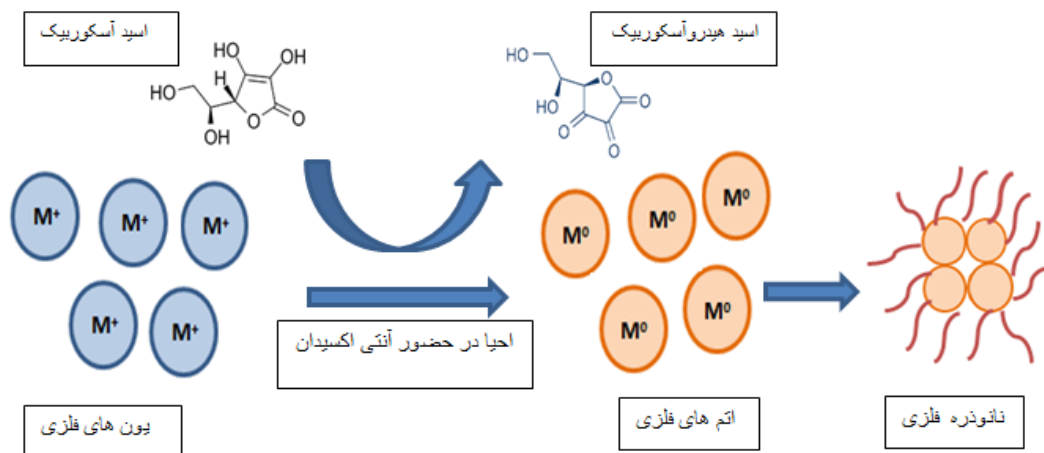 اسید آسکوربیک
اسید هیدروآسکوربیک
HO OH
H
HO
O
O
OH
HO
O
HO
O
O
O
M⁺ M⁺ M⁺
M⁺ M⁺
M⁰ M⁰ M⁰
M⁰ M⁰
احیا در حضور آنتی اکسیدان
یون های فلزی
اتم های فلزی
نانوذره فلزی